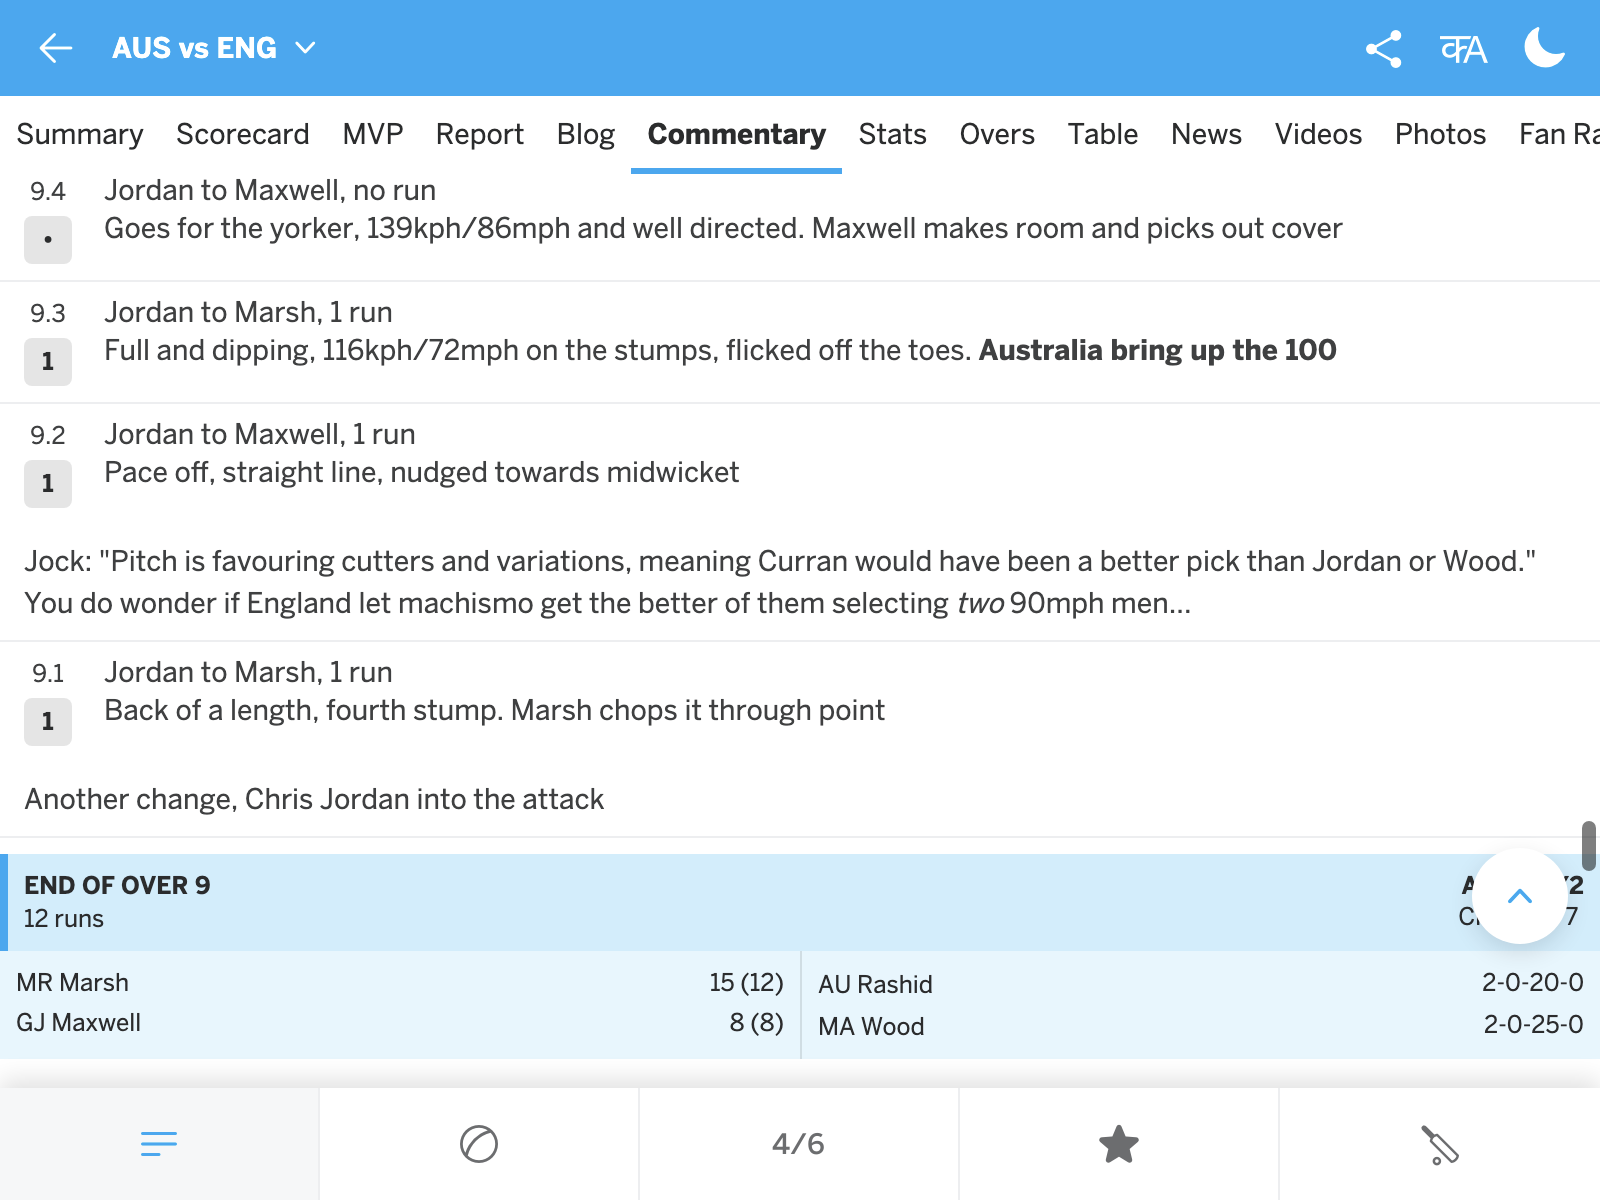 AUS vs ENG
Summary Scorecard MVP Report Blog Commentary Stats Overs Table News Videos Photos Fan
9.4 Jordan to Maxwell, no run
• Goes for the yorker, 139kph/86mph and well directed. Maxwell makes room and picks out cover
9.3 Jordan to Marsh, 1 run
1 Full and dipping, 116kph/72mph on the stumps, flicked off the toes. Australia bring up the 100
9.2 Jordan to Maxwell, 1 run
1 Pace off, straight line, nudged towards midwicket
Jock: "Pitch is favouring cutters and variations, meaning Curran would have been a better pick than Jordan or Wood."
You do wonder if England let machismo get the better of them selecting two 90mph men...
9.1 Jordan to Marsh, 1 run
1 Back of a length, fourth stump. Marsh chops it through point
Another change, Chris Jordan into the attack
END OF OVER 9
12 runs
MR Marsh 15 (12) AU Rashid 2-0-20-0
GJ Maxwell 8 (8) MA Wood 2-0-25-0
4/6